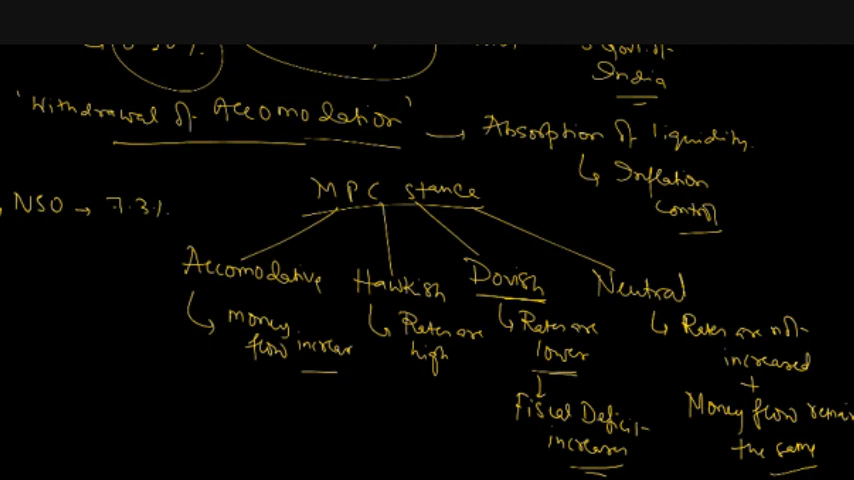 Govt. of
India
'Withdrawal of Accomodation' → Absorption of liquidity.
↳ Inflation
control
NSO → 7.3%.
MPC stance
Accomodative
↳ Money
flow increase
Hawkish
↳ Rates are
high
Dovish
↳ Rates are
lower
↓
Fiscal Deficit
increases
Neutral
↳ Rates are not
increased
+
Money flow remain
the same